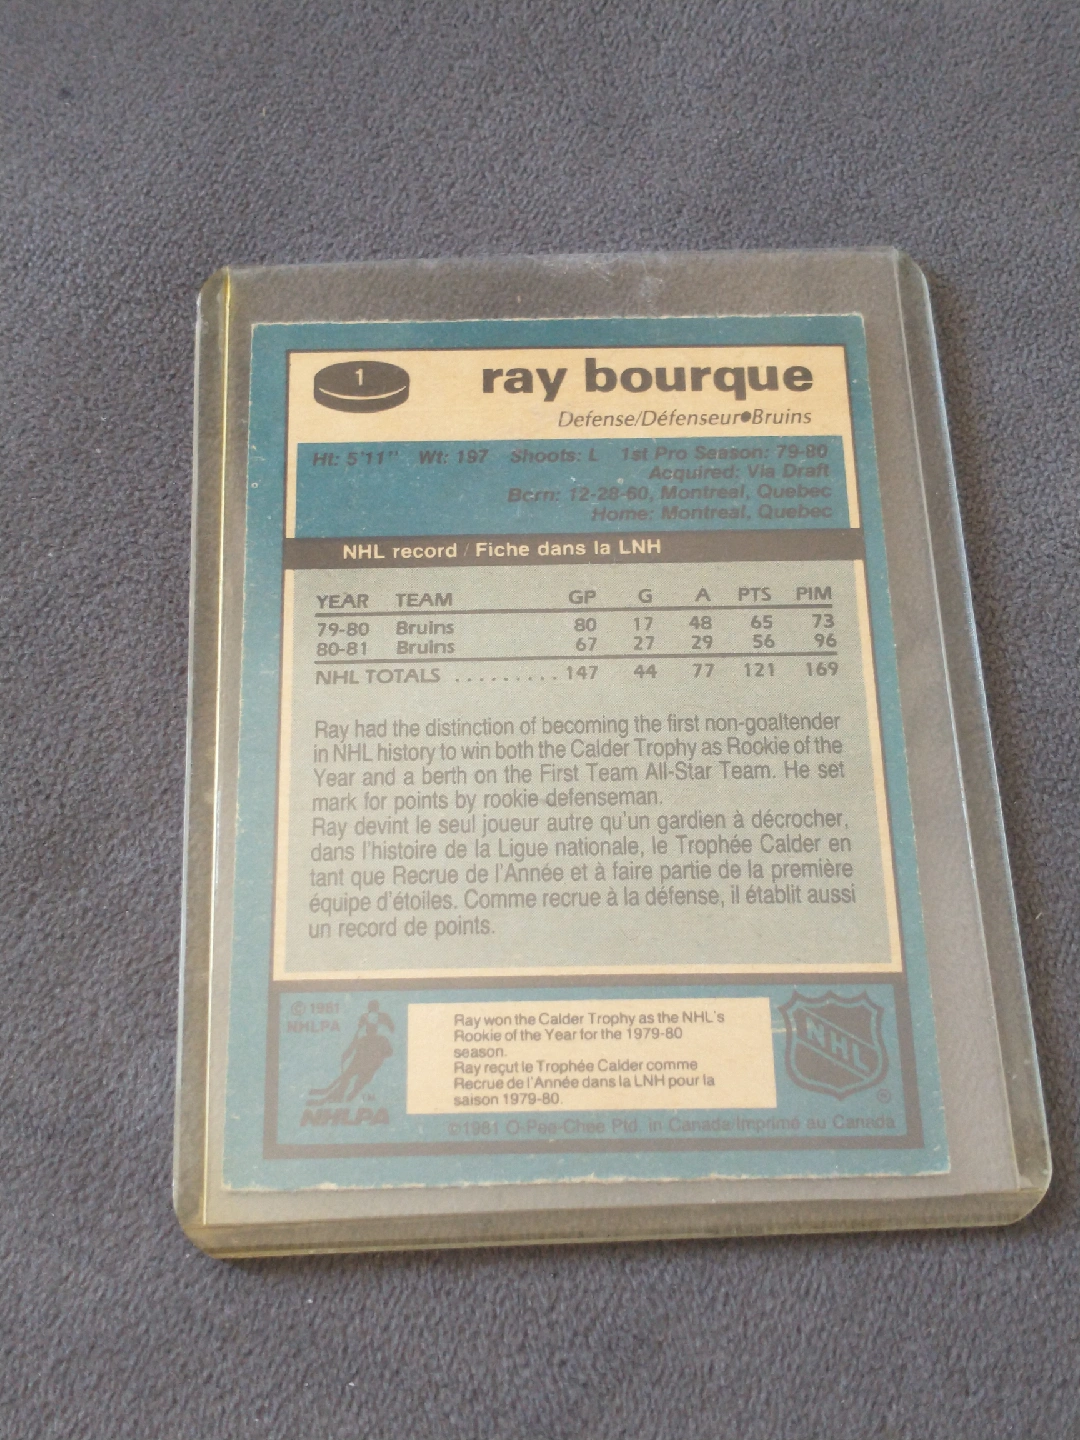 1
ray bourque
Defense/Défenseur•Bruins
Ht: 5'11" Wt: 197 Shoots: L 1st Pro Season: 79-80
Acquired: Via Draft
Born: 12-28-60, Montreal, Quebec
Home: Montreal, Quebec
NHL record / Fiche dans la LNH
YEAR TEAM GP G A PTS PIM
79-80 Bruins 80 17 48 65 73
80-81 Bruins 67 27 29 56 96
NHL TOTALS ......... 147 44 77 121 169
Ray had the distinction of becoming the first non-goaltender
in NHL history to win both the Calder Trophy as Rookie of the
Year and a berth on the First Team All-Star Team. He set
mark for points by rookie defenseman.
Ray devint le seul joueur autre qu'un gardien à décrocher,
dans l'histoire de la Ligue nationale, le Trophée Calder en
tant que Recrue de l'Année et à faire partie de la première
équipe d'étoiles. Comme recrue à la défense, il établit aussi
un record de points.
© 1981
NHLPA
TM
NHLPA
Ray won the Calder Trophy as the NHL's
Rookie of the Year for the 1979-80
season.
Ray reçut le Trophée Calder comme
Recrue de l'Année dans la LNH pour la
saison 1979-80.
NHL
®
©1981 O-Pee-Chee Ptd. in Canada/Imprimé au Canada